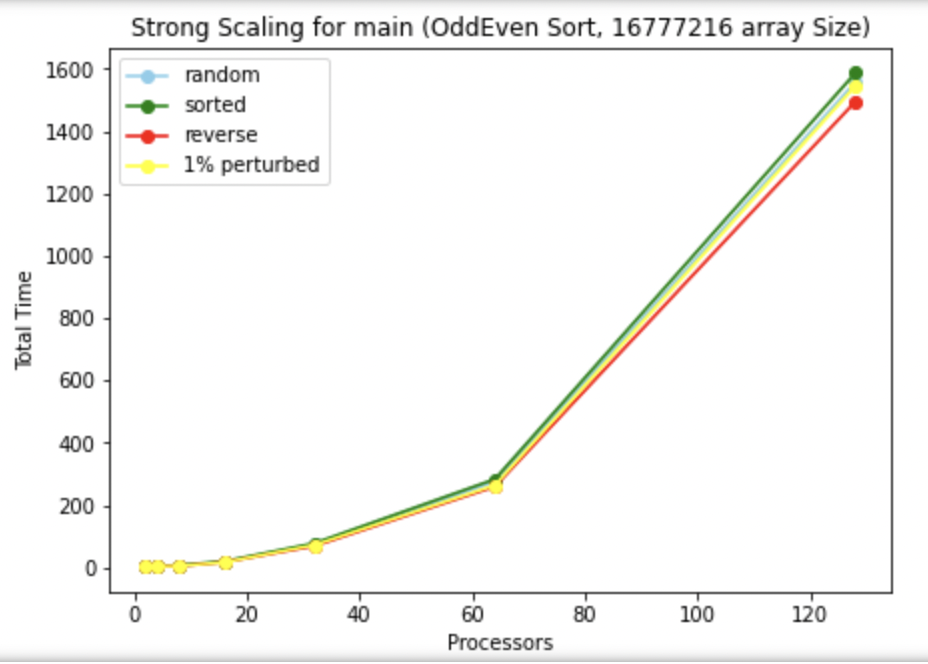 Strong Scaling for main (OddEven Sort, 16777216 array Size)
random
sorted
reverse
1% perturbed
Total Time
1600
1400
1200
1000
800
600
400
200
0
0 20 40 60 80 100 120
Processors